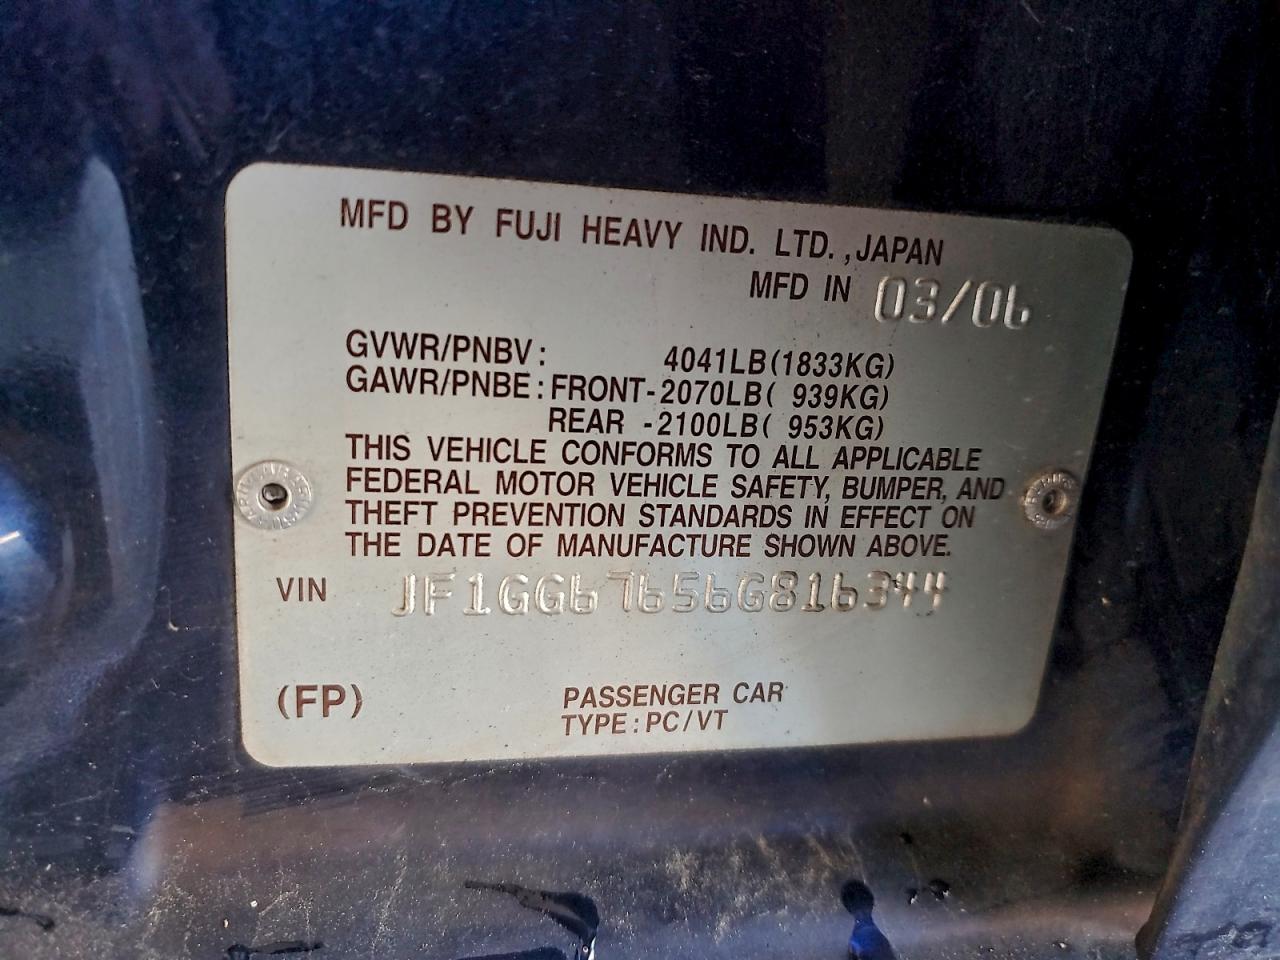 MFD BY FUJI HEAVY IND. LTD., JAPAN
MFD IN 03/06
GVWR/PNBV: 4041LB(1833KG)
GAWR/PNBE: FRONT-2070LB( 939KG)
REAR -2100LB( 953KG)
THIS VEHICLE CONFORMS TO ALL APPLICABLE
FEDERAL MOTOR VEHICLE SAFETY, BUMPER, AND
THEFT PREVENTION STANDARDS IN EFFECT ON
THE DATE OF MANUFACTURE SHOWN ABOVE.
VIN JF1GG67656G816344
(FP) PASSENGER CAR
TYPE: PC/VT